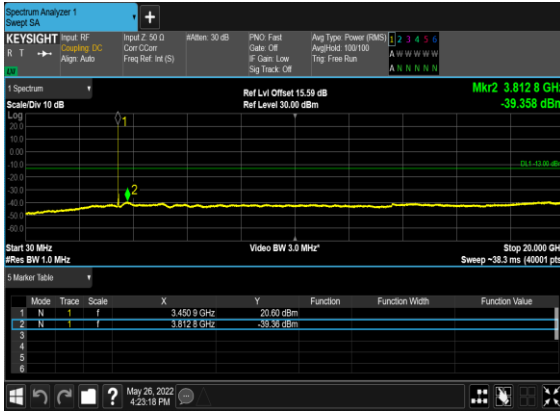 Spectrum Analyzer 1
Swept SA
+
KEYSIGHT Input: RF Input Z: 50 Ω #Atten: 30 dB PNO: Fast Avg Type: Power (RMS) 1 2 3 4 5 6
R T Coupling: DC Corr CCorr Gate: Off Avg|Hold: 100/100 A W W W W W
Align: Auto Freq Ref: Int (S) IF Gain: Low Trig: Free Run
Sig Track: Off A N N N N N
1 Spectrum
Ref Lvl Offset 15.59 dB Mkr2 3.812 8 GHz
Scale/Div 10 dB Ref Level 30.00 dBm -39.358 dBm
Log
20.0
10.0
0.00
-10.0
-20.0
-30.0
-40.0
-50.0
-60.0
1
2
DL1 -13.00 dBm
Start 30 MHz Video BW 3.0 MHz* Stop 20.000 GHz
#Res BW 1.0 MHz Sweep ~38.3 ms (40001 pts)
5 Marker Table
Mode Trace Scale X Y Function Function Width Function Value
1 N 1 f 3.450 9 GHz 20.60 dBm
2 N 1 f 3.812 8 GHz -39.36 dBm
3
4
5
6
?
May 26, 2022
4:23:18 PM